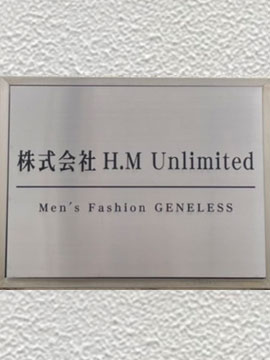 株式会社 H.M Unlimited
Men's Fashion GENELESS